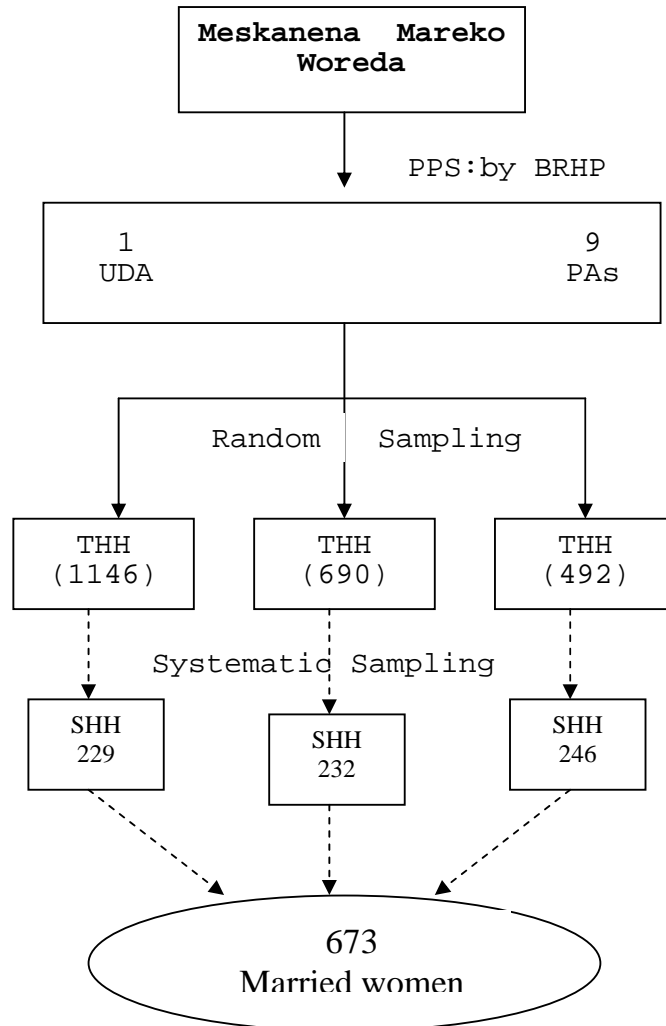 Meskanena Mareko
Woreda
PPS:by BRHP
1 9
UDA PAs
Random Sampling
THH THH THH
(1146) (690) (492)
Systematic Sampling
SHH SHH SHH
229 232 246
673
Married women